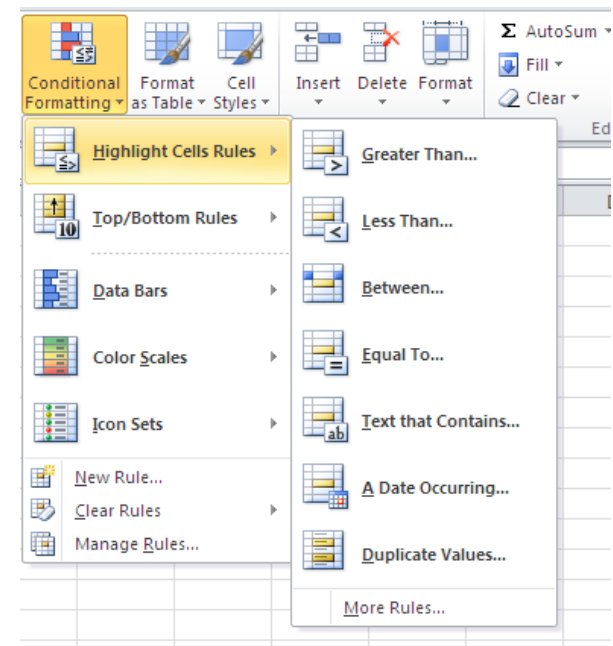 Σ AutoSum
Fill
Clear
Conditional Formatting
Format as Table
Cell Styles
Insert
Delete
Format
Ed
Highlight Cells Rules
Top/Bottom Rules
10
Data Bars
Color Scales
Icon Sets
New Rule...
Clear Rules
Manage Rules...
Greater Than...
Less Than...
Between...
Equal To...
Text that Contains...
ab
A Date Occurring...
Duplicate Values...
More Rules...